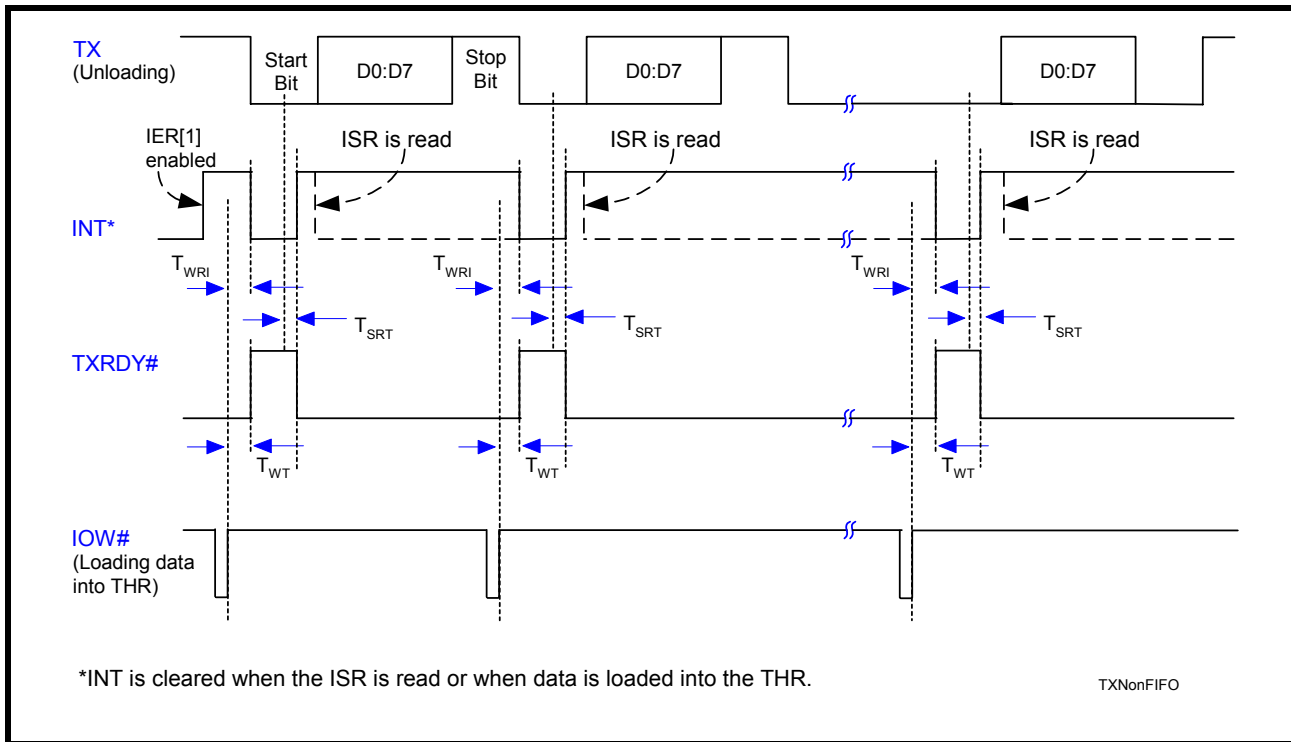 TX
(Unloading)
Start
Bit
D0:D7
Stop
Bit
D0:D7
D0:D7
IER[1]
enabled
ISR is read
ISR is read
ISR is read
INT*
TWRI
TWRI
TWRI
TSRT
TSRT
TSRT
TXRDY#
TWT
TWT
TWT
IOW#
(Loading data
into THR)
*INT is cleared when the ISR is read or when data is loaded into the THR.
TXNonFIFO